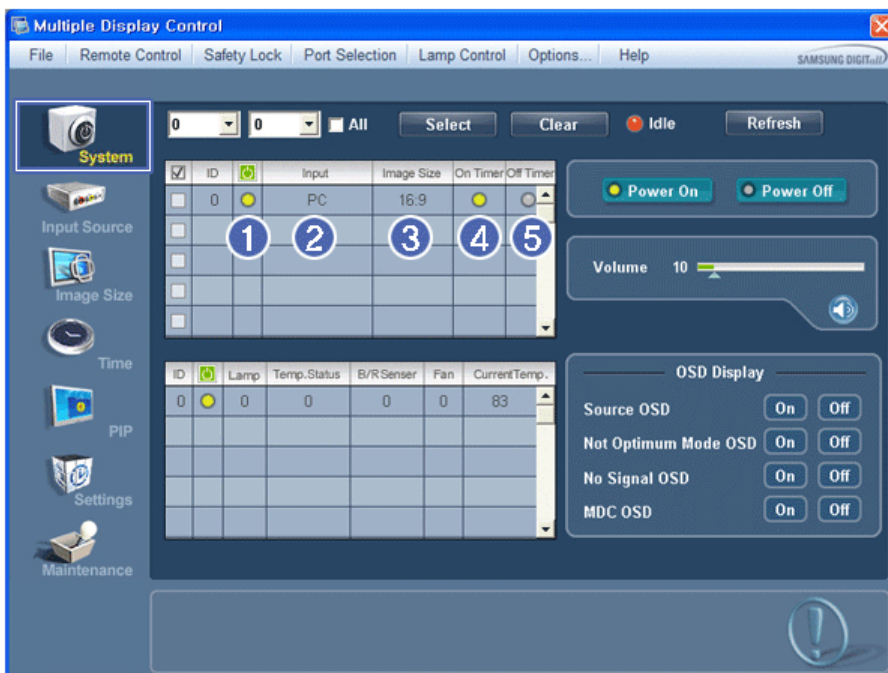 Multiple Display Control
File Remote Control Safety Lock Port Selection Lamp Control Options... Help SAMSUNG DIGITall
System
0 0 All Select Clear Idle Refresh
ID Input Image Size On Timer Off Timer
0 PC 16:9
1 2 3 4 5
Power On Power Off
Input Source
Volume 10
Image Size
Time
ID Lamp Temp.Status B/RSenser Fan CurrentTemp.
0 0 0 0 0 83
OSD Display
Source OSD On Off
Not Optimum Mode OSD On Off
No Signal OSD On Off
MDC OSD On Off
PIP
Settings
Maintenance